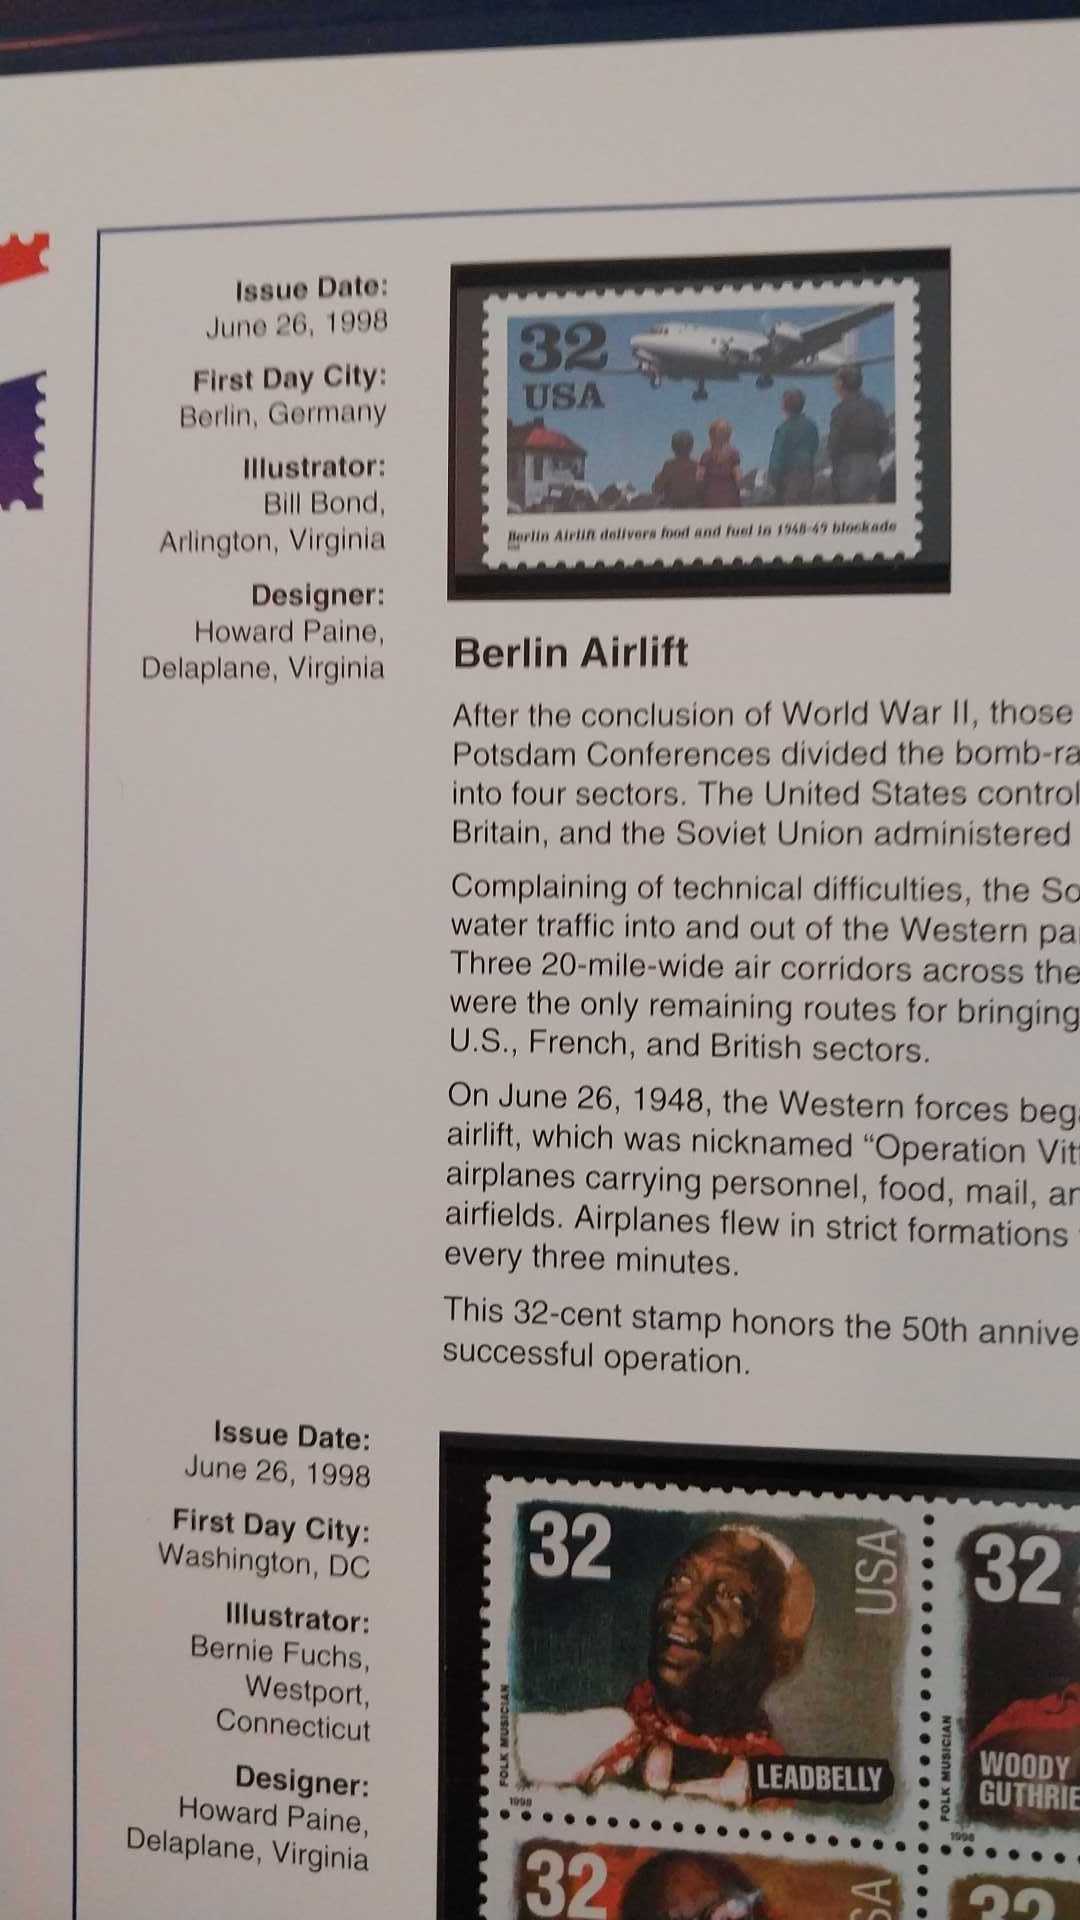 Issue Date:
June 26, 1998
First Day City:
Berlin, Germany
Illustrator:
Bill Bond,
Arlington, Virginia
Designer:
Howard Paine,
Delaplane, Virginia
32
USA
Berlin Airlift delivers food and fuel in 1948-49 blockade
Berlin Airlift
After the conclusion of World War II, those
Potsdam Conferences divided the bomb-ra
into four sectors. The United States control
Britain, and the Soviet Union administered
Complaining of technical difficulties, the So
water traffic into and out of the Western pa
Three 20-mile-wide air corridors across the
were the only remaining routes for bringing
U.S., French, and British sectors.
On June 26, 1948, the Western forces beg
airlift, which was nicknamed “Operation Vit
airplanes carrying personnel, food, mail, an
airfields. Airplanes flew in strict formations
every three minutes.
This 32-cent stamp honors the 50th annive
successful operation.
Issue Date:
June 26, 1998
First Day City:
Washington, DC
Illustrator:
Bernie Fuchs,
Westport,
Connecticut
Designer:
Howard Paine,
Delaplane, Virginia
32
USA
FOLK MUSICIAN
LEADBELLY
1998
32
FOLK MUSICIAN
WOODY
GUTHRIE
1998
32
SA
32